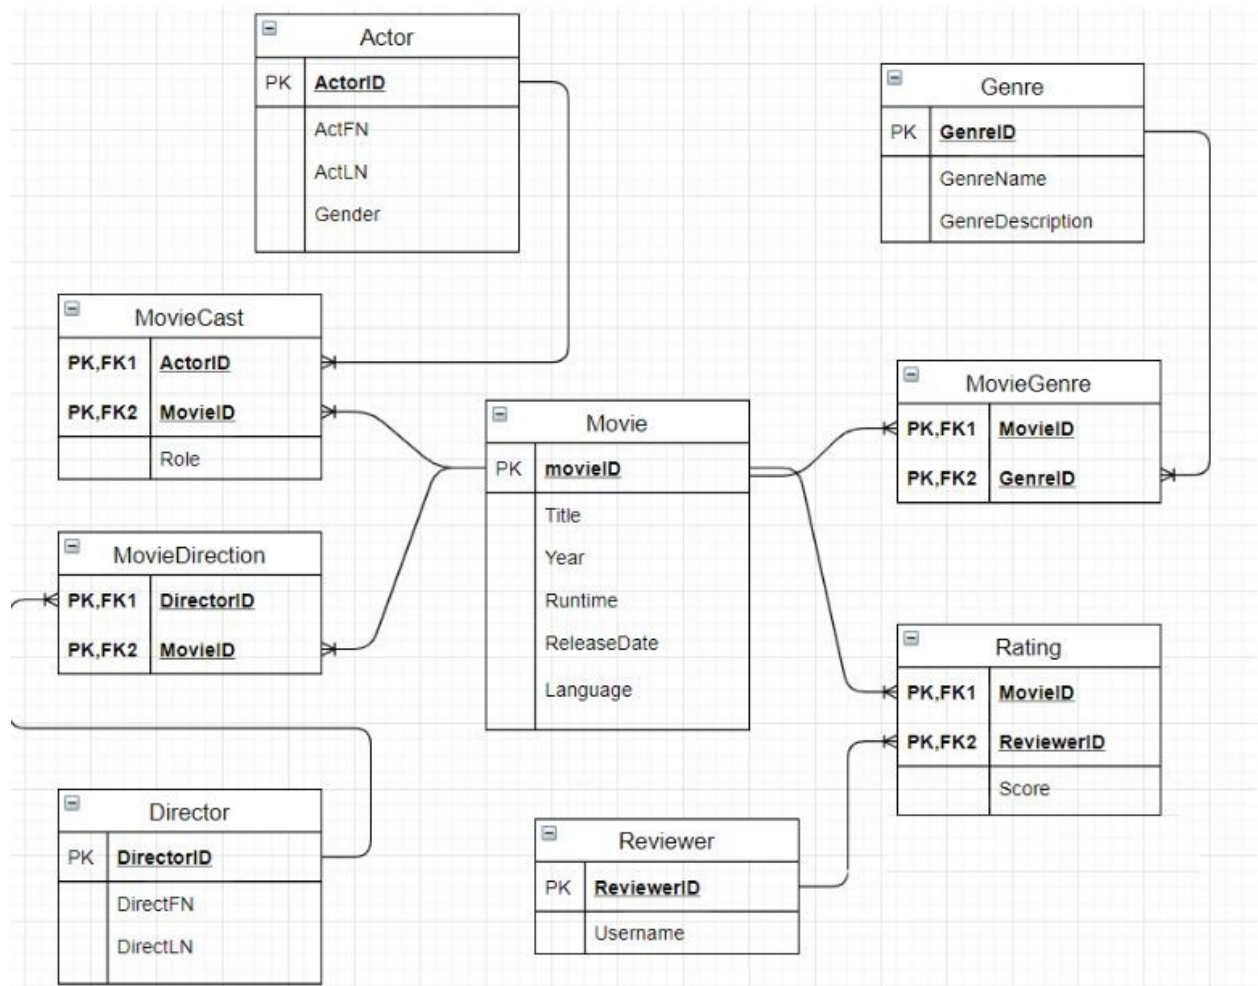 Actor
PK ActorID
ActFN
ActLN
Gender
Genre
PK GenreID
GenreName
GenreDescription
MovieCast
PK,FK1 ActorID
PK,FK2 MovieID
Role
Movie
PK movieID
Title
Year
Runtime
ReleaseDate
Language
MovieGenre
PK,FK1 MovieID
PK,FK2 GenreID
MovieDirection
PK,FK1 DirectorID
PK,FK2 MovieID
Rating
PK,FK1 MovieID
PK,FK2 ReviewerID
Score
Director
PK DirectorID
DirectFN
DirectLN
Reviewer
PK ReviewerID
Username